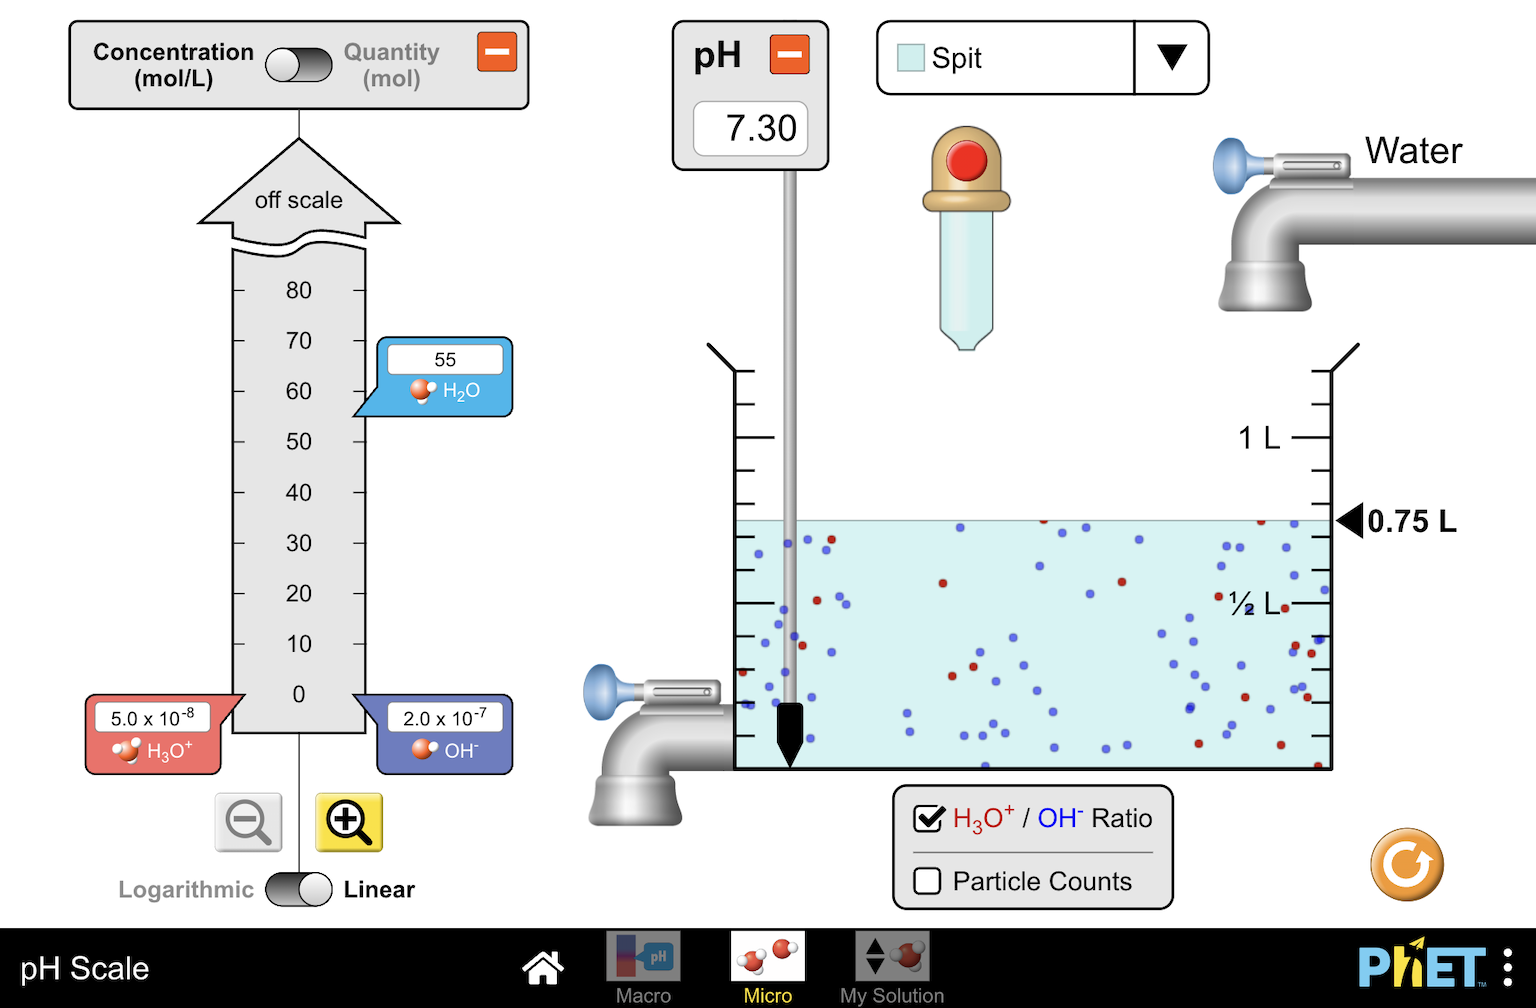 Concentration
(mol/L)
Quantity
(mol)
pH
7.30
Spit
Water
off scale
80
70
60
50
40
30
20
10
0
55
H₂O
5.0 x 10⁻⁸
H₃O⁺
2.0 x 10⁻⁷
OH⁻
1 L
0.75 L
½ L
Logarithmic
Linear
H₃O⁺ / OH⁻ Ratio
Particle Counts
pH Scale
pH
Macro
Micro
My Solution
PhET™